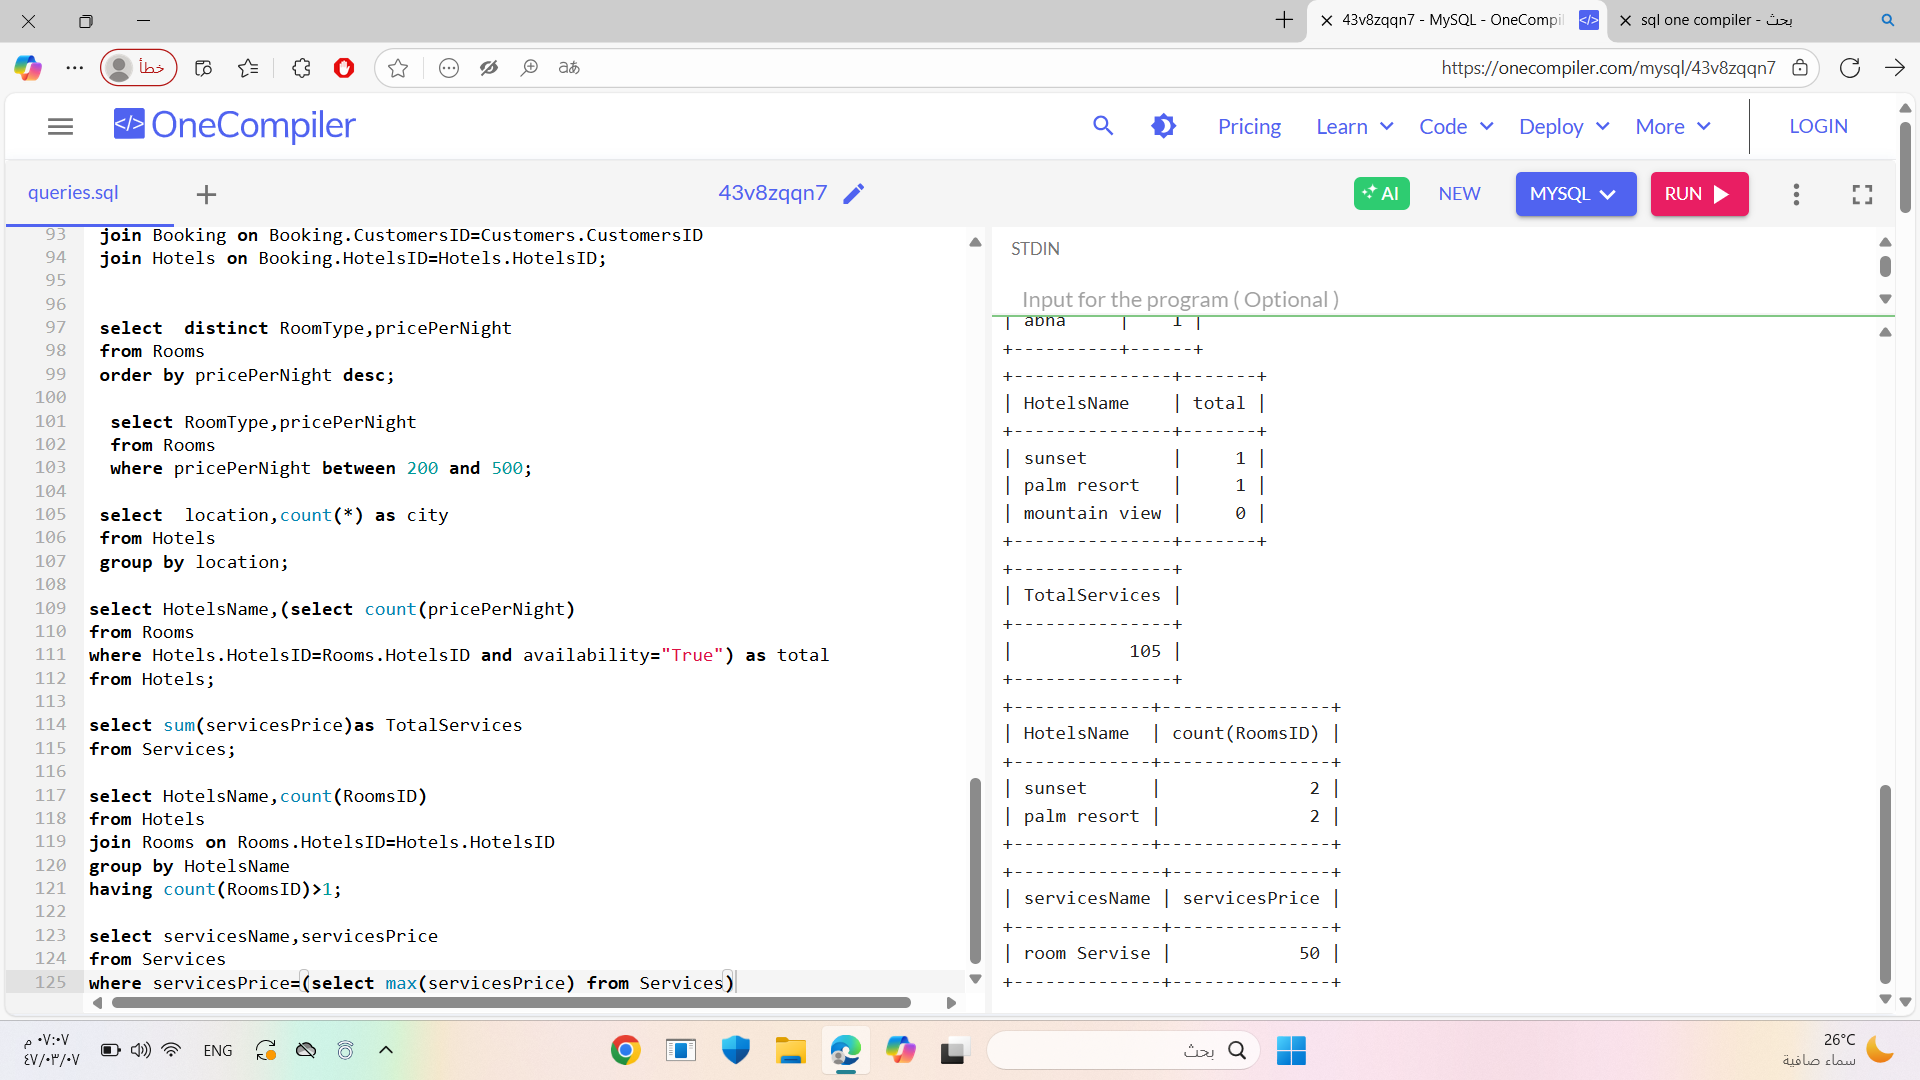 43v8zqqn7 - MySQL - OneCompil
sql one compiler - بحث
خطأ
https://onecompiler.com/mysql/43v8zqqn7
OneCompiler
Pricing
Learn
Code
Deploy
More
LOGIN
queries.sql
+
43v8zqqn7
AI
NEW
MYSQL
RUN
93 join Booking on Booking.CustomersID=Customers.CustomersID
94 join Hotels on Booking.HotelsID=Hotels.HotelsID;
95
96
97 select  distinct RoomType,pricePerNight
98 from Rooms
99 order by pricePerNight desc;
100
101 select RoomType,pricePerNight
102 from Rooms
103 where pricePerNight between 200 and 500;
104
105 select  location,count(*) as city
106 from Hotels
107 group by location;
108
109 select HotelsName,(select count(pricePerNight)
110 from Rooms
111 where Hotels.HotelsID=Rooms.HotelsID and availability="True") as total
112 from Hotels;
113
114 select sum(servicesPrice)as TotalServices
115 from Services;
116
117 select HotelsName,count(RoomsID)
118 from Hotels
119 join Rooms on Rooms.HotelsID=Hotels.HotelsID
120 group by HotelsName
121 having count(RoomsID)>1;
122
123 select servicesName,servicesPrice
124 from Services
125 where servicesPrice=(select max(servicesPrice) from Services)
STDIN
Input for the program ( Optional )
| abha     |    1 |
+----------+------+
+---------------+-------+
| HotelsName    | total |
+---------------+-------+
| sunset        |     1 |
| palm resort   |     1 |
| mountain view |     0 |
+---------------+-------+
+---------------+
| TotalServices |
+---------------+
|           105 |
+---------------+
+-------------+----------------+
| HotelsName  | count(RoomsID) |
+-------------+----------------+
| sunset      |              2 |
| palm resort |              2 |
+-------------+----------------+
+--------------+---------------+
| servicesName | servicesPrice |
+--------------+---------------+
| room Servise |            50 |
+--------------+---------------+
٠٧:٠٧ م
٤٧/٠٣/٠٧
ENG
بحث
26°C
سماء صافية